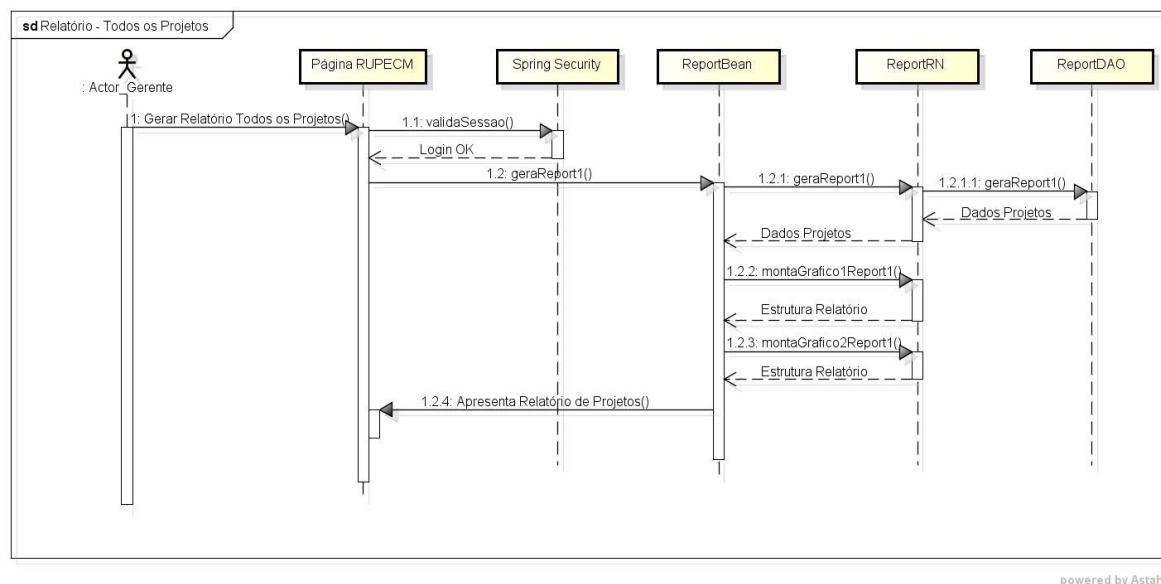 sd Relatório - Todos os Projetos
: Actor_Gerente
Página RUPECM
Spring Security
ReportBean
ReportRN
ReportDAO
1: Gerar Relatório Todos os Projetos()
1.1: validaSessao()
Login OK
1.2: geraReport1()
1.2.1: geraReport1()
1.2.1.1: geraReport1()
Dados Projetos
Dados Projetos
1.2.2: montaGrafico1Report1()
Estrutura Relatório
1.2.3: montaGrafico2Report1()
Estrutura Relatório
1.2.4: Apresenta Relatório de Projetos()
powered by Astah